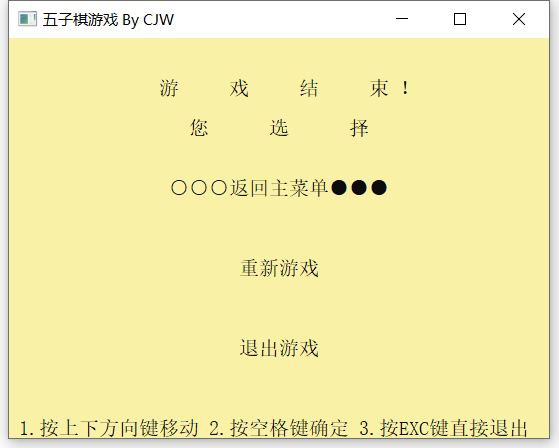 五子棋游戏 By CJW
游 戏 结 束 ！
您 选 择
○○○返回主菜单●●●
重新游戏
退出游戏
1.按上下方向键移动 2.按空格键确定 3.按EXC键直接退出